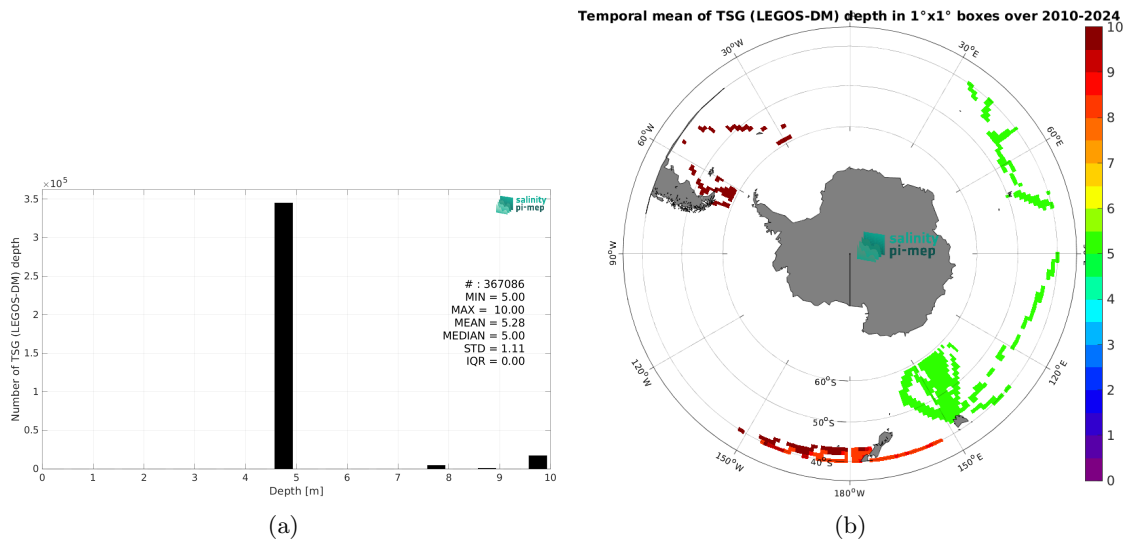 Temporal mean of TSG (LEGOS-DM) depth in 1°x1° boxes over 2010-2024
×10⁵
3.5
3
2.5
2
1.5
1
0.5
0
Number of TSG (LEGOS-DM) depth
salinity
pi-mep
# : 367086
MIN = 5.00
MAX = 10.00
MEAN = 5.28
MEDIAN = 5.00
STD = 1.11
IQR = 0.00
0 1 2 3 4 5 6 7 8 9 10
Depth [m]
(a)
30°W
30°E
60°W
60°E
90°W
120°W
120°E
150°W
150°E
180°W
60°S
50°S
40°S
salinity
pi-mep
10
9
8
7
6
5
4
3
2
1
0
(b)